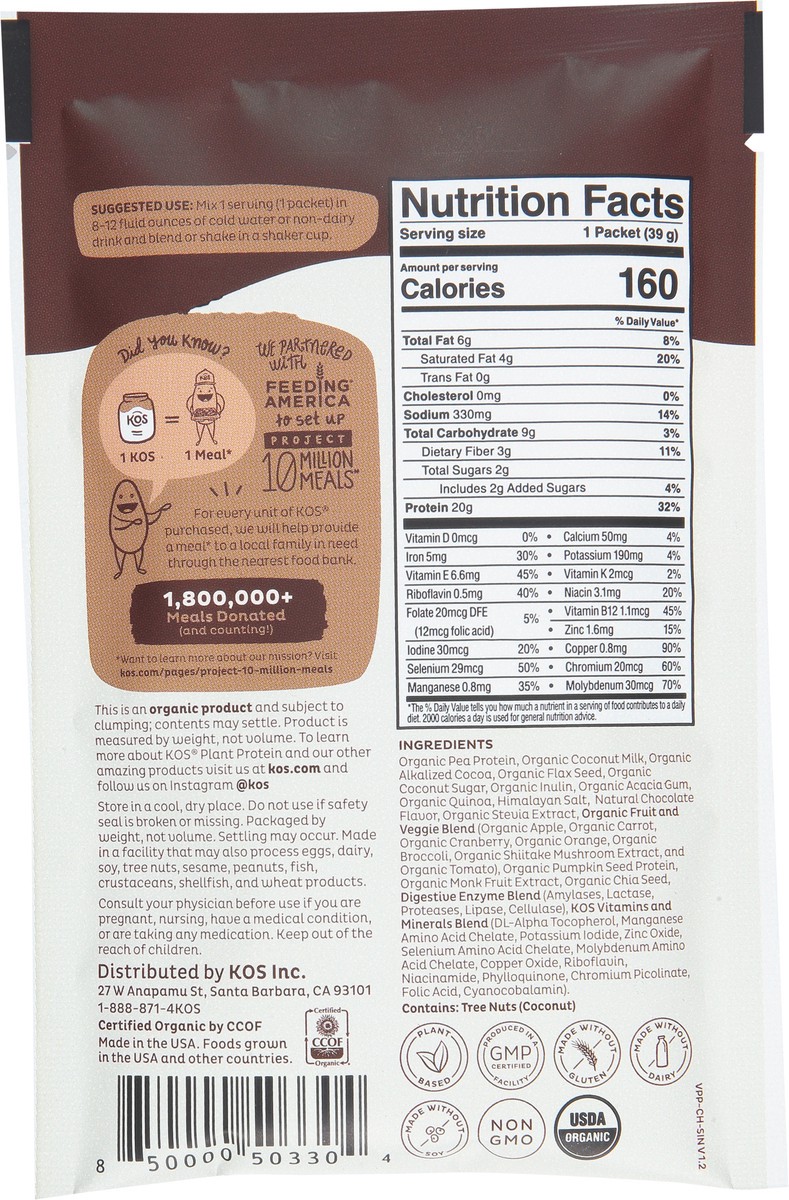 SUGGESTED USE: Mix 1 serving (1 packet) in
8-12 fluid ounces of cold water or non-dairy
drink and blend or shake in a shaker cup.
Did You Know?
KOS
=
1 KOS
1 Meal*
WE PARTNERED
WITH
FEEDING
AMERICA
to set up
PROJECT
10 MILLION
MEALS™
For every unit of KOS®
purchased, we will help provide
a meal* to a local family in need
through the nearest food bank.
1,800,000+
Meals Donated
(and counting!)
*Want to learn more about our mission? Visit
kos.com/pages/project-10-million-meals
This is an organic product and subject to
clumping; contents may settle. Product is
measured by weight, not volume. To learn
more about KOS® Plant Protein and our other
amazing products visit us at kos.com and
follow us on Instagram @kos
Store in a cool, dry place. Do not use if safety
seal is broken or missing. Packaged by
weight, not volume. Settling may occur. Made
in a facility that may also process eggs, dairy,
soy, tree nuts, sesame, peanuts, fish,
crustaceans, shellfish, and wheat products.
Consult your physician before use if you are
pregnant, nursing, have a medical condition,
or are taking any medication. Keep out of the
reach of children.
Distributed by KOS Inc.
27 W Anapamu St, Santa Barbara, CA 93101
1-888-871-4KOS
Certified Organic by CCOF
Made in the USA. Foods grown
in the USA and other countries.
Certified
CCOF
Organic
8 50000 50330 4
Nutrition Facts
Serving size 1 Packet (39 g)
Amount per serving
Calories 160
% Daily Value*
Total Fat 6g 8%
Saturated Fat 4g 20%
Trans Fat 0g
Cholesterol 0mg 0%
Sodium 330mg 14%
Total Carbohydrate 9g 3%
Dietary Fiber 3g 11%
Total Sugars 2g
Includes 2g Added Sugars 4%
Protein 20g 32%
Vitamin D 0mcg 0% • Calcium 50mg 4%
Iron 5mg 30% • Potassium 190mg 4%
Vitamin E 6.6mg 45% • Vitamin K 2mcg 2%
Riboflavin 0.5mg 40% • Niacin 3.1mg 20%
Folate 20mcg DFE 5% • Vitamin B12 1.1mcg 45%
(12mcg folic acid) • Zinc 1.6mg 15%
Iodine 30mcg 20% • Copper 0.8mg 90%
Selenium 29mcg 50% • Chromium 20mcg 60%
Manganese 0.8mg 35% • Molybdenum 30mcg 70%
*The % Daily Value tells you how much a nutrient in a serving of food contributes to a daily
diet. 2000 calories a day is used for general nutrition advice.
INGREDIENTS
Organic Pea Protein, Organic Coconut Milk, Organic
Alkalized Cocoa, Organic Flax Seed, Organic
Coconut Sugar, Organic Inulin, Organic Acacia Gum,
Organic Quinoa, Himalayan Salt, Natural Chocolate
Flavor, Organic Stevia Extract, Organic Fruit and
Veggie Blend (Organic Apple, Organic Carrot,
Organic Cranberry, Organic Orange, Organic
Broccoli, Organic Shiitake Mushroom Extract, and
Organic Tomato), Organic Pumpkin Seed Protein,
Organic Monk Fruit Extract, Organic Chia Seed,
Digestive Enzyme Blend (Amylases, Lactase,
Proteases, Lipase, Cellulase), KOS Vitamins and
Minerals Blend (DL-Alpha Tocopherol, Manganese
Amino Acid Chelate, Potassium Iodide, Zinc Oxide,
Selenium Amino Acid Chelate, Molybdenum Amino
Acid Chelate, Copper Oxide, Riboflavin,
Niacinamide, Phylloquinone, Chromium Picolinate,
Folic Acid, Cyanocobalamin).
Contains: Tree Nuts (Coconut)
PLANT BASED
PRODUCED IN A GMP CERTIFIED FACILITY
MADE WITHOUT GLUTEN
MADE WITHOUT DAIRY
MADE WITHOUT SOY
NON GMO
USDA ORGANIC
VPP-CH-SIN V1.2